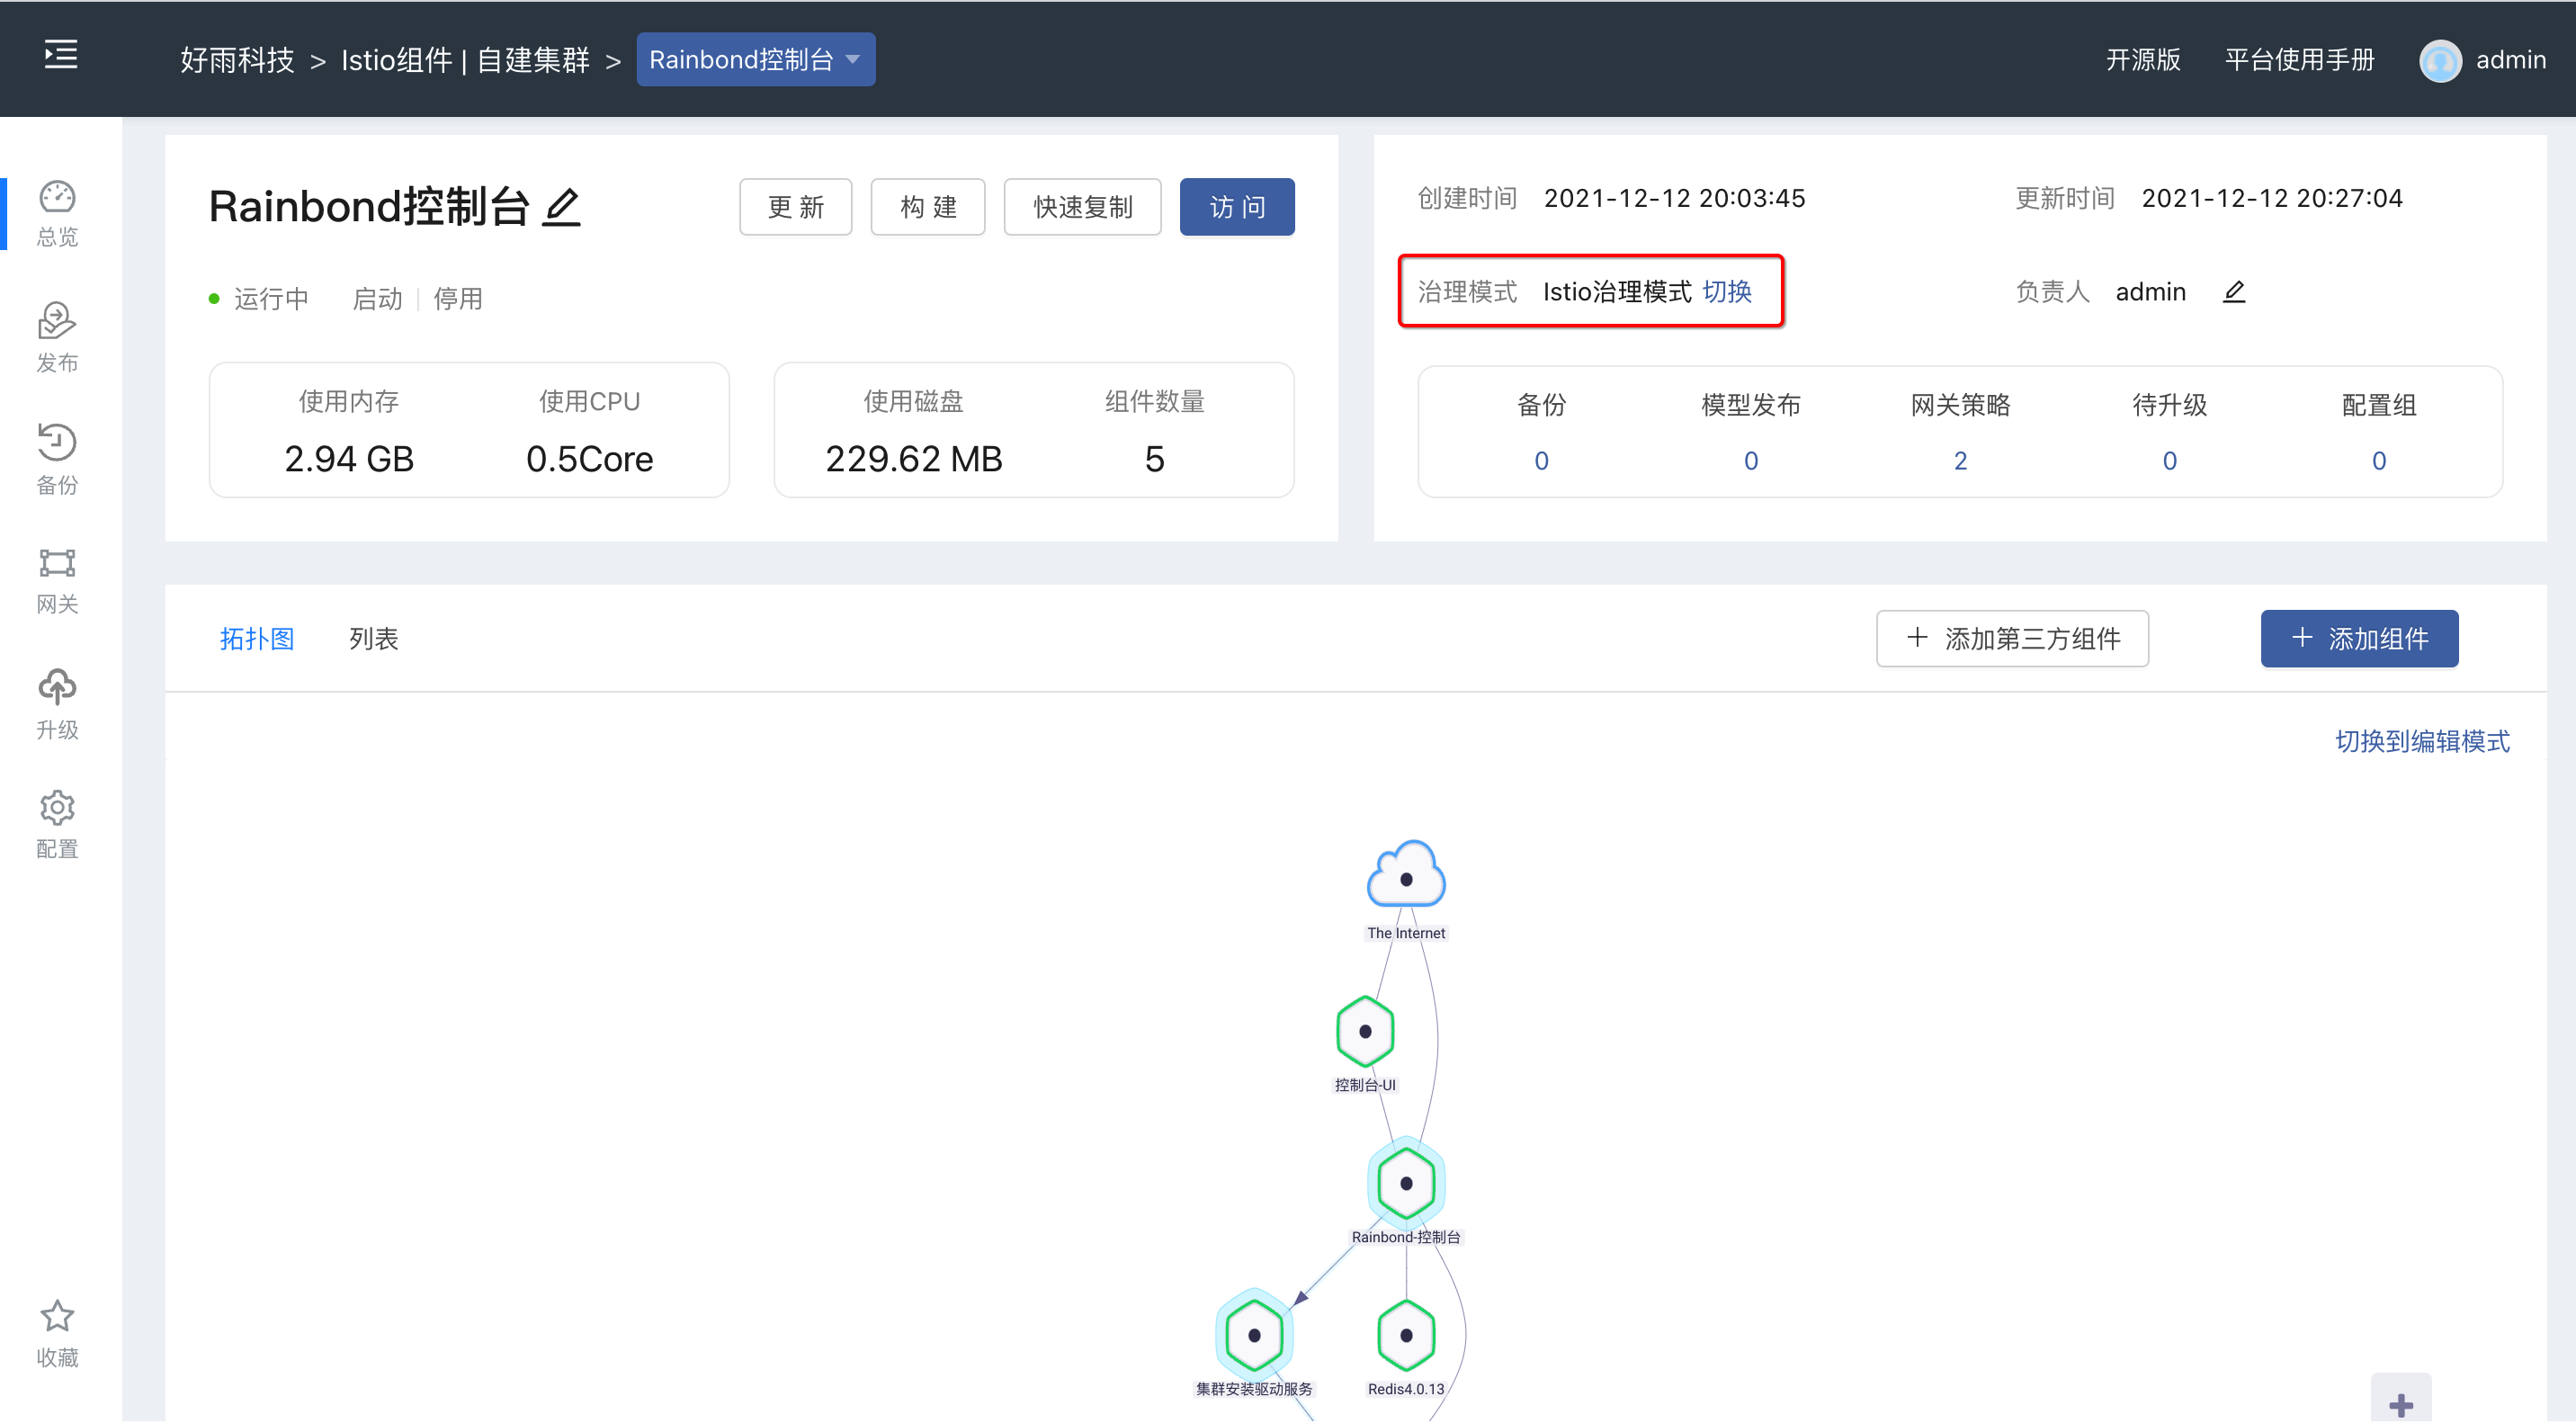 好雨科技 > Istio组件 | 自建集群 > Rainbond控制台
开源版 平台使用手册 admin
总览
发布
备份
网关
升级
配置
收藏
Rainbond控制台
更 新 构 建 快速复制 访 问
运行中 启动 停用
使用内存 使用CPU 使用磁盘 组件数量
2.94 GB 0.5Core 229.62 MB 5
创建时间 2021-12-12 20:03:45 更新时间 2021-12-12 20:27:04
治理模式 Istio治理模式 切换 负责人 admin
备份 模型发布 网关策略 待升级 配置组
0 0 2 0 0
拓扑图 列表 + 添加第三方组件 + 添加组件
切换到编辑模式
The Internet
控制台-UI
Rainbond-控制台
集群安装驱动服务 Redis4.0.13